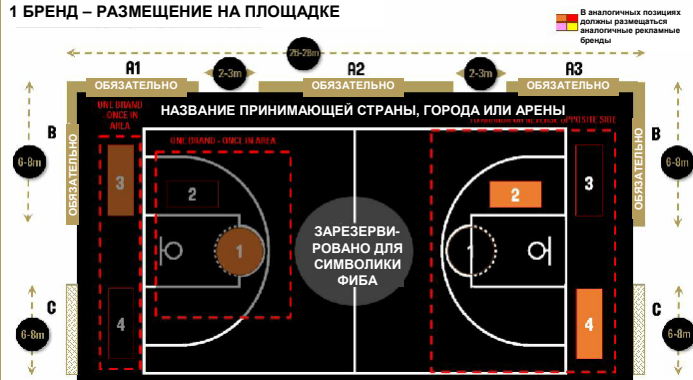 1 БРЕНД – РАЗМЕЩЕНИЕ НА ПЛОЩАДКЕ
В аналогичных позициях
должны размещаться
аналогичные рекламные
бренды
26-28m
A1
2-3m
A2
2-3m
A3
ОБЯЗАТЕЛЬНО
ОБЯЗАТЕЛЬНО
ОБЯЗАТЕЛЬНО
НАЗВАНИЕ ПРИНИМАЮЩЕЙ СТРАНЫ, ГОРОДА ИЛИ АРЕНЫ
ONE BRAND
- ONCE IN
AREA
OPPOSITE SIDE
ONE BRAND - ONCE IN AREA
B
6-8m
ОБЯЗАТЕЛЬНО
B
6-8m
ОБЯЗАТЕЛЬНО
3
2
2
3
1
1
ЗАРЕЗЕРВИ-
РОВАНО ДЛЯ
СИМВОЛИКИ
ФИБА
C
6-8m
C
6-8m
4
4